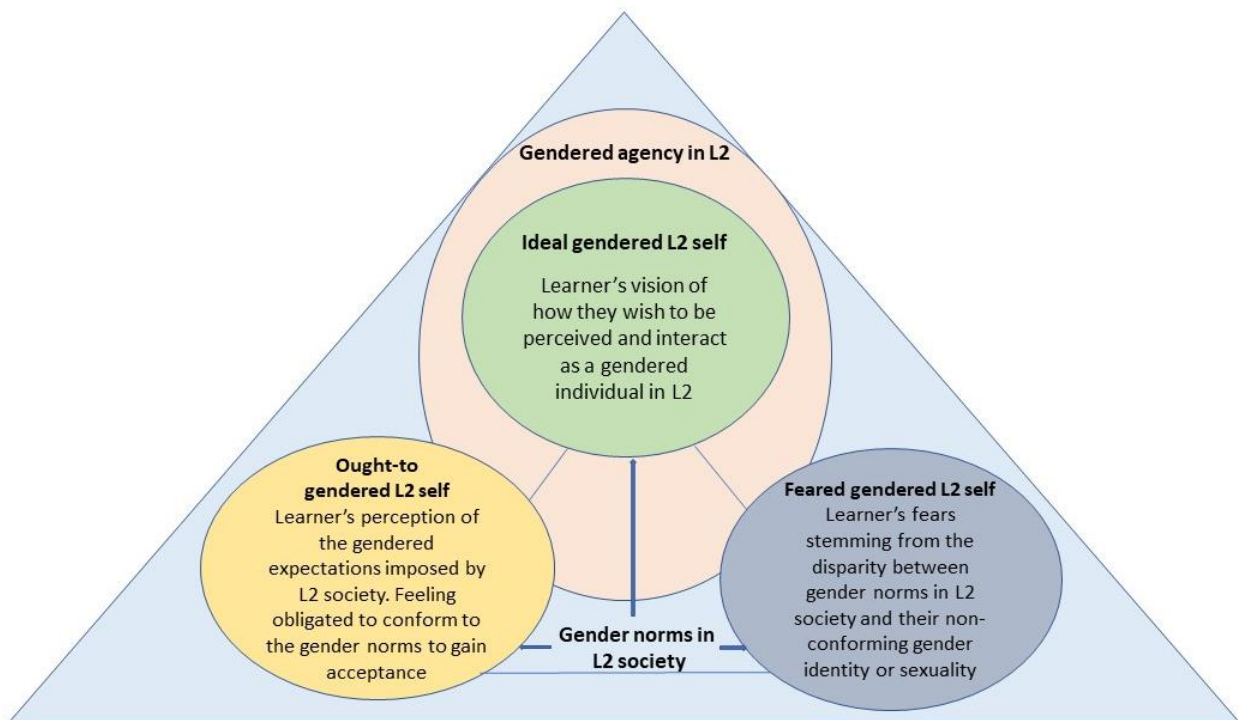 Gendered agency in L2
Ideal gendered L2 self
Learner’s vision of
how they wish to be
perceived and interact
as a gendered
individual in L2
Ought-to
gendered L2 self
Learner’s perception of
the gendered
expectations imposed by
L2 society. Feeling
obligated to conform to
the gender norms to gain
acceptance
Feared gendered L2 self
Learner’s fears
stemming from the
disparity between
gender norms in L2
society and their non-
conforming gender
identity or sexuality
Gender norms in
L2 society